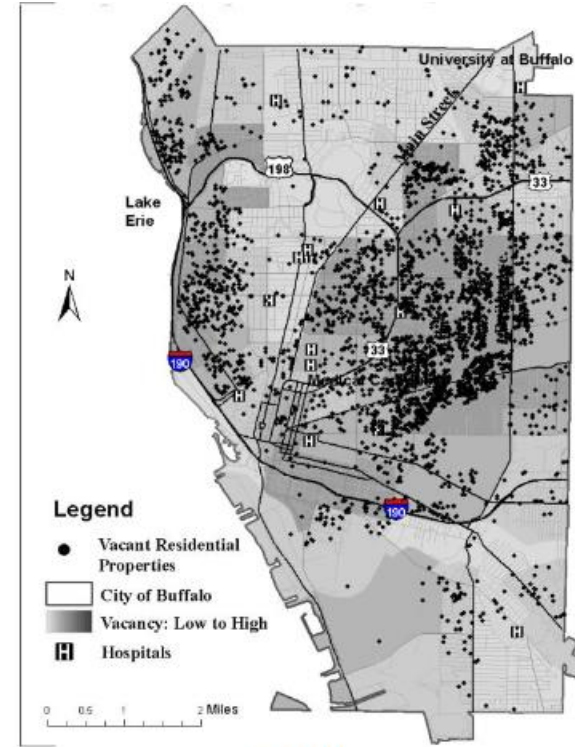 University at Buffalo
Main Streets
198
33
Lake
Erie
N
33
190
190
Legend
Vacant Residential
Properties
City of Buffalo
Vacancy: Low to High
H Hospitals
0 0.5 1 2 Miles